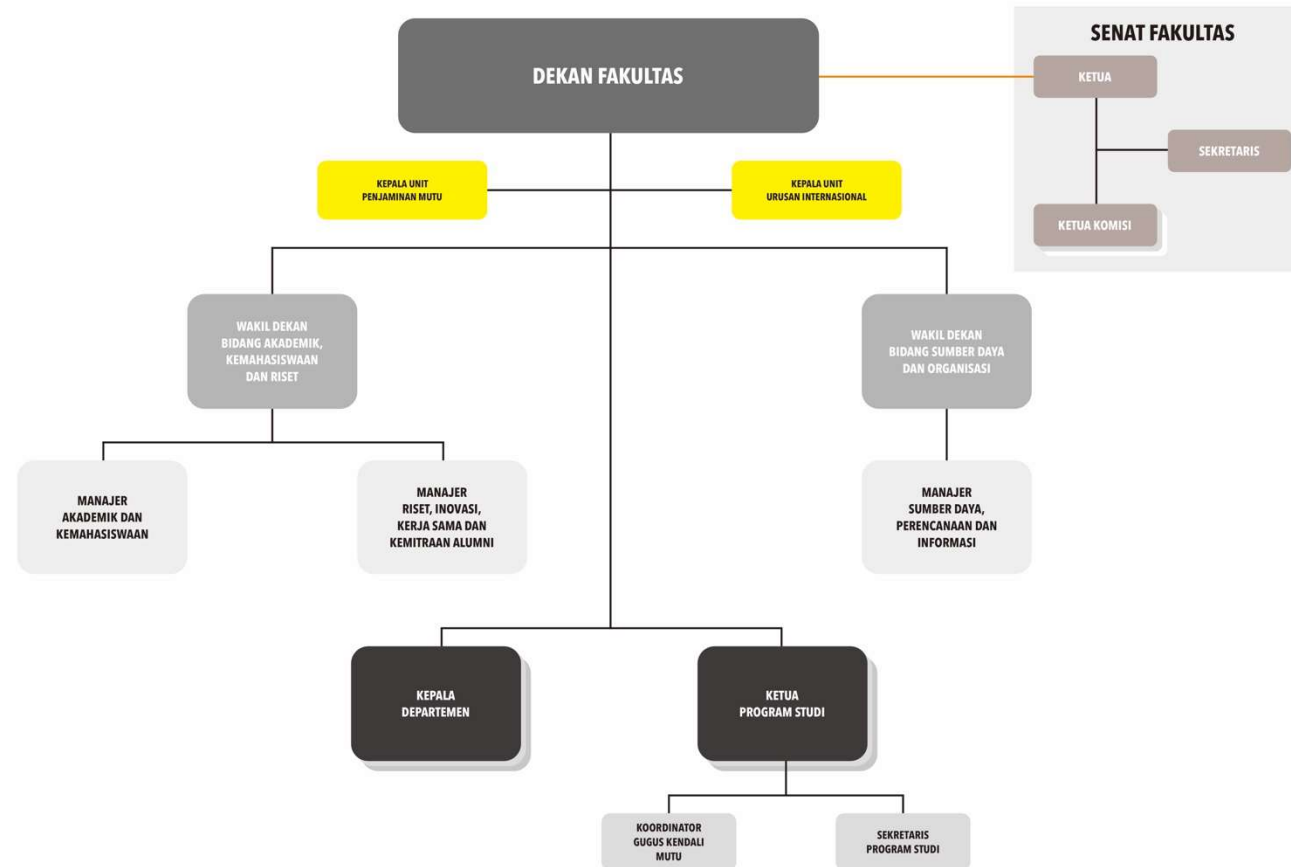 SENAT FAKULTAS
DEKAN FAKULTAS
KETUA
SEKRETARIS
KETUA KOMISI
KEPALA UNIT
PENJAMINAN MUTU
KEPALA UNIT
URUSAN INTERNASIONAL
WAKIL DEKAN
BIDANG AKADEMIK,
KEMAHASISWAAN
DAN RISET
WAKIL DEKAN
BIDANG SUMBER DAYA
DAN ORGANISASI
MANAJER
AKADEMIK DAN
KEMAHASISWAAN
MANAJER
RISET, INOVASI,
KERJA SAMA DAN
KEMITRAAN ALUMNI
MANAJER
SUMBER DAYA,
PERENCANAAN DAN
INFORMASI
KEPALA
DEPARTEMEN
KETUA
PROGRAM STUDI
KOORDINATOR
GUGUS KENDALI
MUTU
SEKRETARIS
PROGRAM STUDI